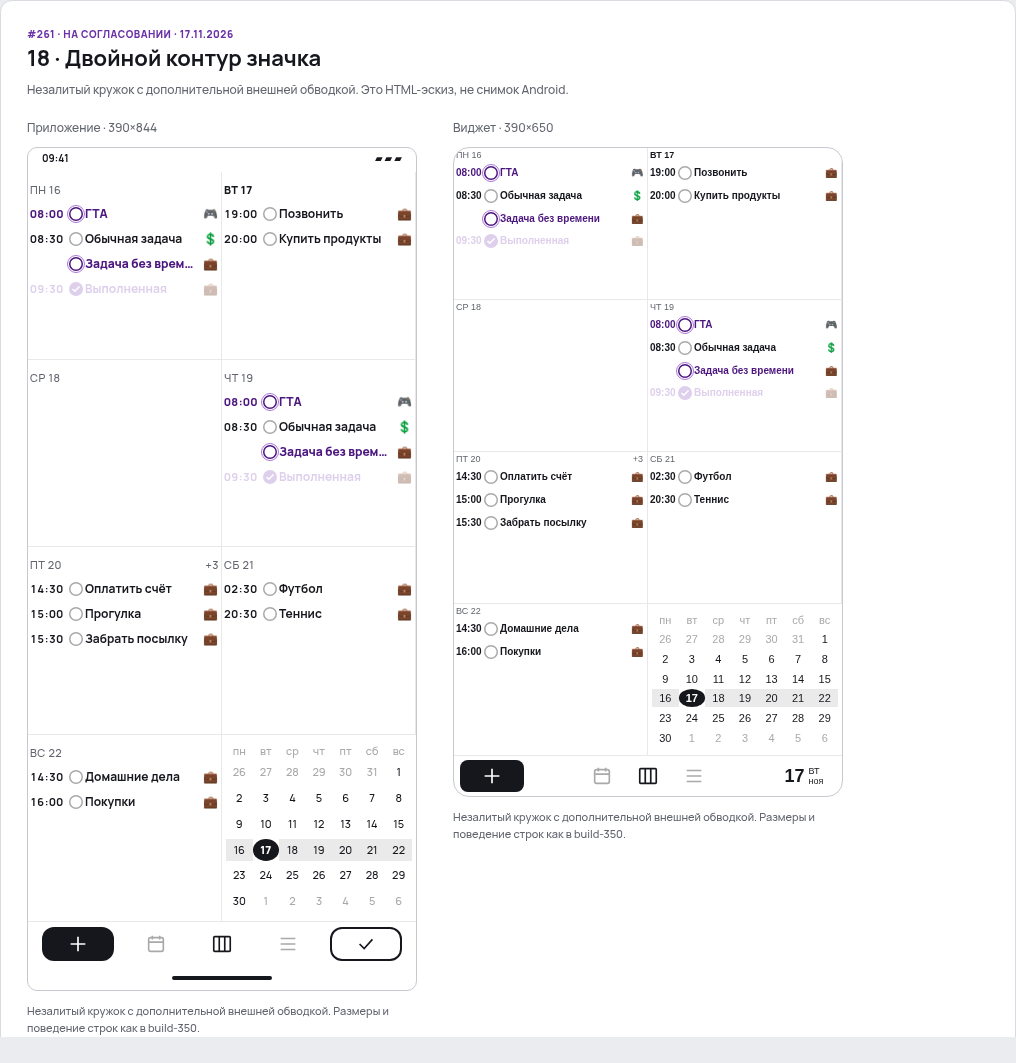 #261 · НА СОГЛАСОВАНИИ · 17.11.2026
18 · Двойной контур значка
Незалитый кружок с дополнительной внешней обводкой. Это HTML-эскиз, не снимок Android.
Приложение · 390×844
09:41
ПН 16
08:00 ГТА
08:30 Обычная задача
Задача без врем…
09:30 Выполненная
ВТ 17
19:00 Позвонить
20:00 Купить продукты
СР 18
ЧТ 19
08:00 ГТА
08:30 Обычная задача
Задача без врем…
09:30 Выполненная
ПТ 20 +3
14:30 Оплатить счёт
15:00 Прогулка
15:30 Забрать посылку
СБ 21
02:30 Футбол
20:30 Теннис
ВС 22
14:30 Домашние дела
16:00 Покупки
пн вт ср чт пт сб вс
26 27 28 29 30 31 1
2 3 4 5 6 7 8
9 10 11 12 13 14 15
16 17 18 19 20 21 22
23 24 25 26 27 28 29
30 1 2 3 4 5 6
Незалитый кружок с дополнительной внешней обводкой. Размеры и
поведение строк как в build-350.
Виджет · 390×650
ПН 16
08:00 ГТА
08:30 Обычная задача
Задача без времени
09:30 Выполненная
ВТ 17
19:00 Позвонить
20:00 Купить продукты
СР 18
ЧТ 19
08:00 ГТА
08:30 Обычная задача
Задача без времени
09:30 Выполненная
ПТ 20 +3
14:30 Оплатить счёт
15:00 Прогулка
15:30 Забрать посылку
СБ 21
02:30 Футбол
20:30 Теннис
ВС 22
14:30 Домашние дела
16:00 Покупки
пн вт ср чт пт сб вс
26 27 28 29 30 31 1
2 3 4 5 6 7 8
9 10 11 12 13 14 15
16 17 18 19 20 21 22
23 24 25 26 27 28 29
30 1 2 3 4 5 6
17 ВТ
ноя
Незалитый кружок с дополнительной внешней обводкой. Размеры и
поведение строк как в build-350.